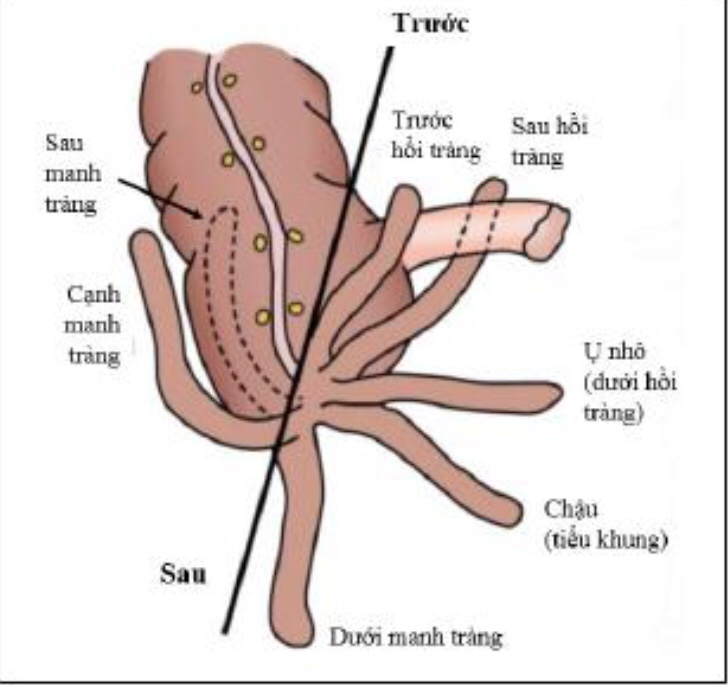 Trước
Trước
hồi tràng
Sau hồi
tràng
Sau
manh
tràng
Cạnh
manh
tràng
Ụ nhô
(dưới hồi
tràng)
Chậu
(tiểu khung)
Sau
Dưới manh tràng